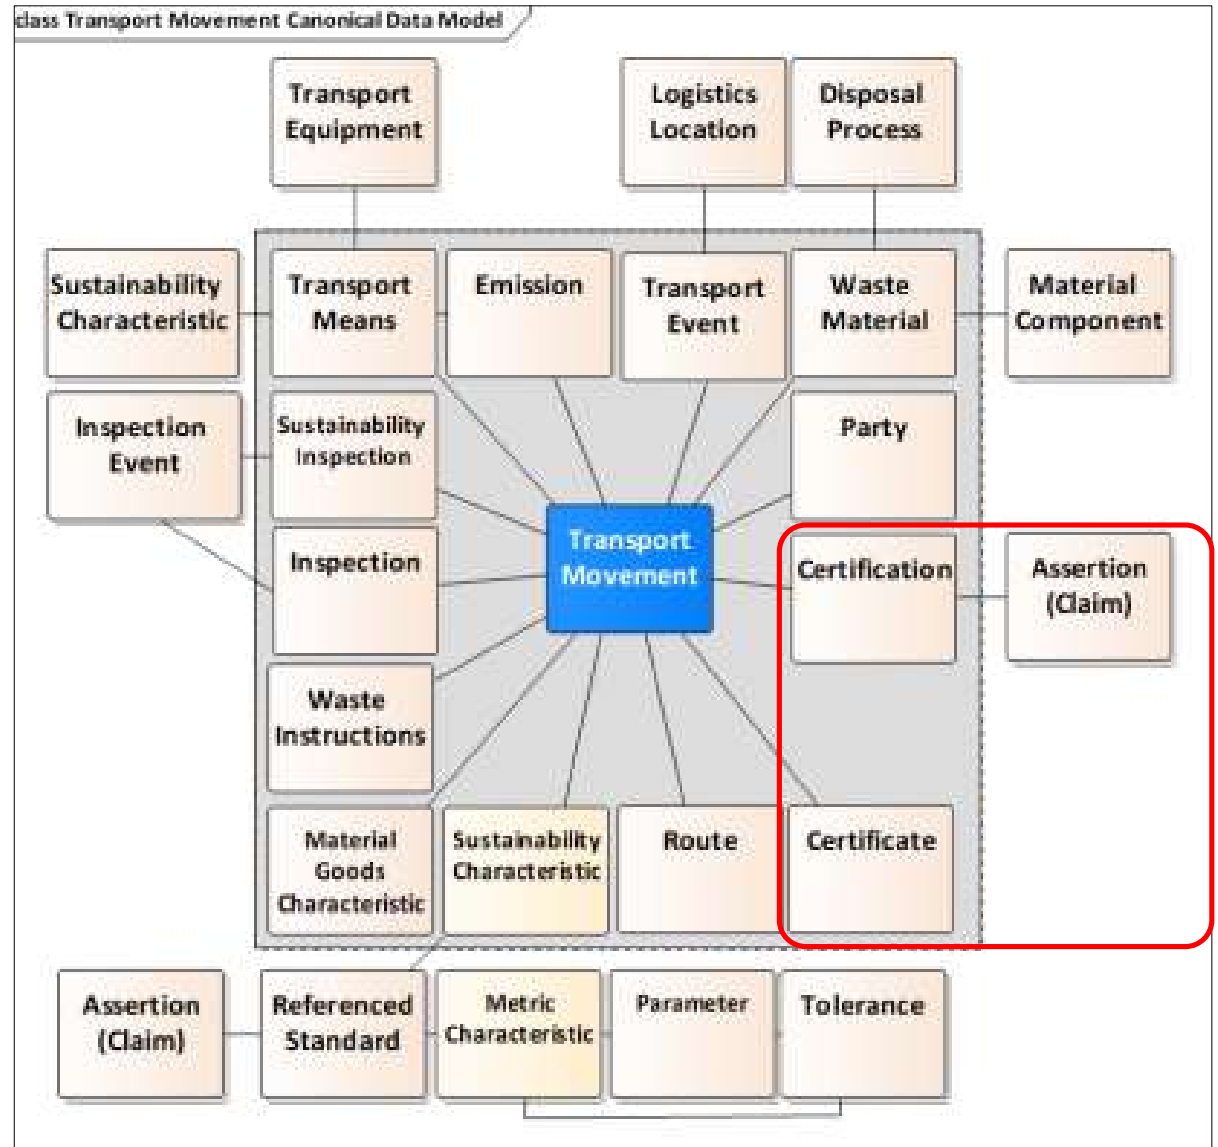 class Transport Movement Canonical Data Model
Transport
Equipment
Logistics
Location
Disposal
Process
Sustainability
Characteristic
Transport
Means
Emission
Transport
Event
Waste
Material
Material
Component
Inspection
Event
Sustainability
Inspection
Party
Inspection
Transport
Movement
Certification
Assertion
(Claim)
Waste
Instructions
Material
Goods
Characteristic
Sustainability
Characteristic
Route
Certificate
Assertion
(Claim)
Referenced
Standard
Metric
Characteristic
Parameter
Tolerance